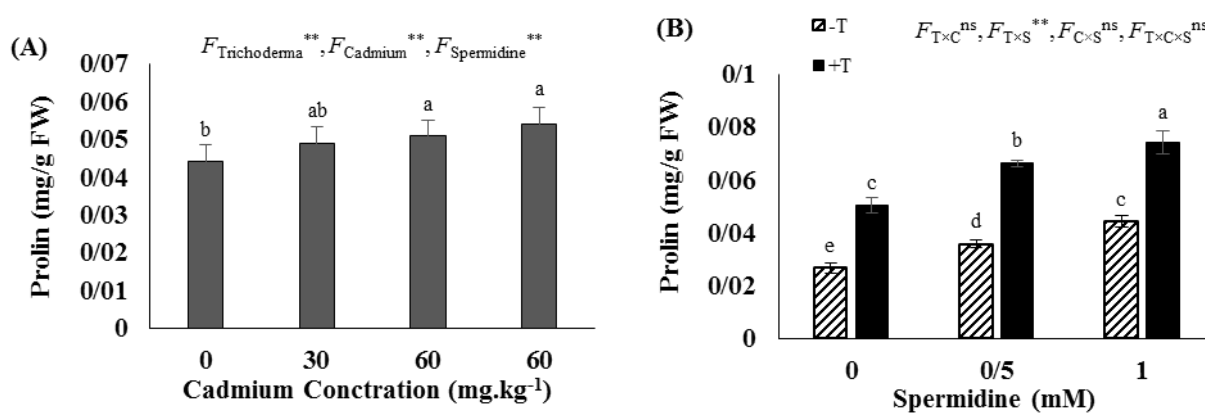 (A)
F_Trichoderma**, F_Cadmium**, F_Spermidine**
Prolin (mg/g FW)
0/07
0/06
0/05
0/04
0/03
0/02
0/01
0
b
ab
a
a
0 30 60 60
Cadmium Conctration (mg.kg⁻¹)
(B)
-T
+T
F_T×C^ns, F_T×S**, F_C×S^ns, F_T×C×S^ns
Prolin (mg/g FW)
0/1
0/08
0/06
0/04
0/02
0
e
c
d
b
c
a
0 0/5 1
Spermidine (mM)